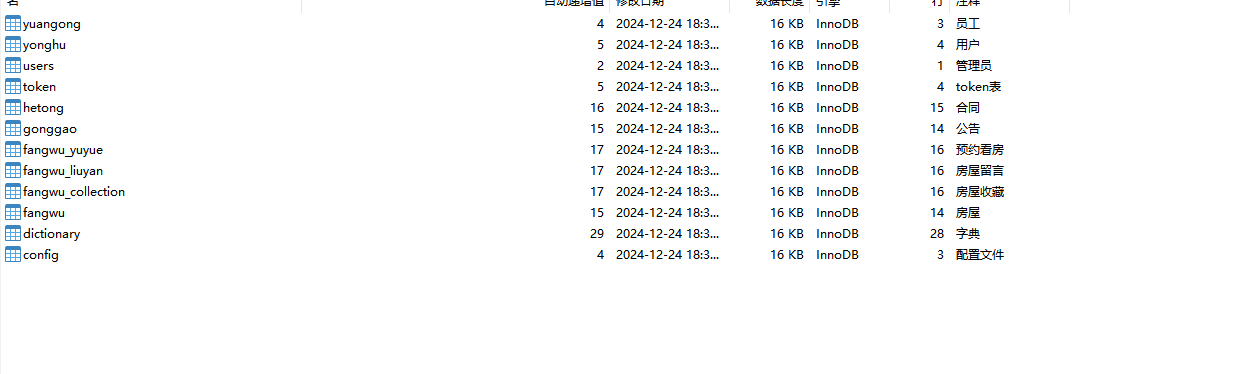 名 自动递增值 修改日期 数据长度 引擎 行 注释
yuangong 4 2024-12-24 18:3... 16 KB InnoDB 3 员工
yonghu 5 2024-12-24 18:3... 16 KB InnoDB 4 用户
users 2 2024-12-24 18:3... 16 KB InnoDB 1 管理员
token 5 2024-12-24 18:3... 16 KB InnoDB 4 token表
hetong 16 2024-12-24 18:3... 16 KB InnoDB 15 合同
gonggao 15 2024-12-24 18:3... 16 KB InnoDB 14 公告
fangwu_yuyue 17 2024-12-24 18:3... 16 KB InnoDB 16 预约看房
fangwu_liuyan 17 2024-12-24 18:3... 16 KB InnoDB 16 房屋留言
fangwu_collection 17 2024-12-24 18:3... 16 KB InnoDB 16 房屋收藏
fangwu 15 2024-12-24 18:3... 16 KB InnoDB 14 房屋
dictionary 29 2024-12-24 18:3... 16 KB InnoDB 28 字典
config 4 2024-12-24 18:3... 16 KB InnoDB 3 配置文件